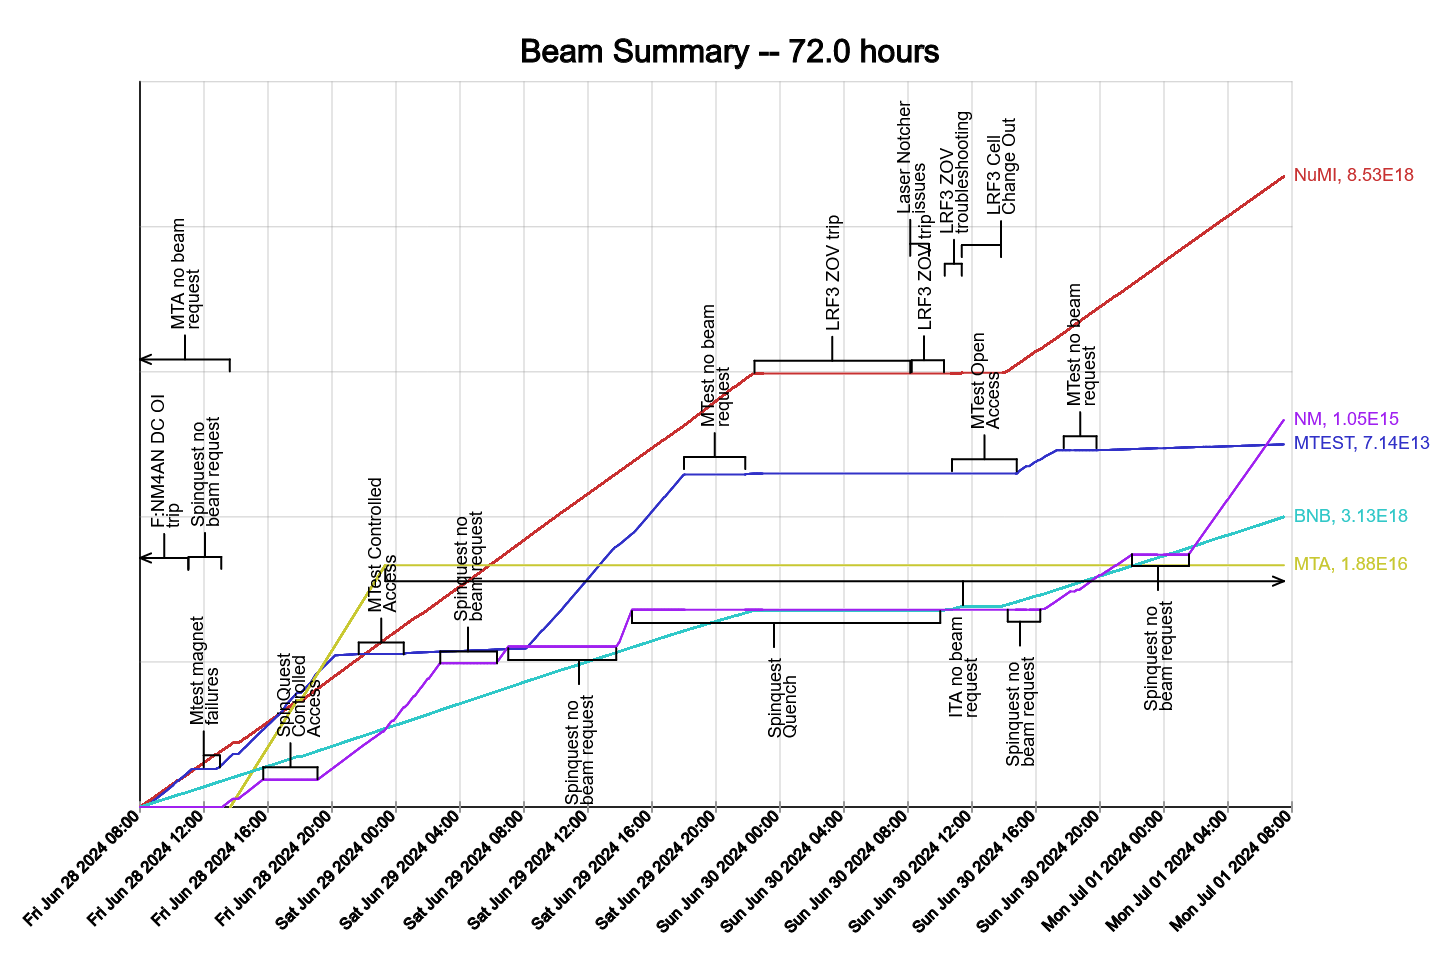 Beam Summary -- 72.0 hours
NuMI, 8.53E18
NM, 1.05E15
MTEST, 7.14E13
BNB, 3.13E18
MTA, 1.88E16
MTA no beam
request
F:NM4AN DC OI
trip
Spinquest no
beam request
Mtest magnet
failures
SpinQuest
Controlled
Access
MTest Controlled
Access
Spinquest no
beam request
Spinquest no
beam request
MTest no beam
request
Spinquest
Quench
LRF3 ZOV trip
Laser Notcher
issues
LRF3 ZOV trip
LRF3 ZOV
troubleshooting
LRF3 Cell
Change Out
MTest Open
Access
ITA no beam
request
Spinquest no
beam request
MTest no beam
request
Spinquest no
beam request
Fri Jun 28 2024 08:00
Fri Jun 28 2024 12:00
Fri Jun 28 2024 16:00
Fri Jun 28 2024 20:00
Sat Jun 29 2024 00:00
Sat Jun 29 2024 04:00
Sat Jun 29 2024 08:00
Sat Jun 29 2024 12:00
Sat Jun 29 2024 16:00
Sat Jun 29 2024 20:00
Sun Jun 30 2024 00:00
Sun Jun 30 2024 04:00
Sun Jun 30 2024 08:00
Sun Jun 30 2024 12:00
Sun Jun 30 2024 16:00
Sun Jun 30 2024 20:00
Mon Jul 01 2024 00:00
Mon Jul 01 2024 04:00
Mon Jul 01 2024 08:00